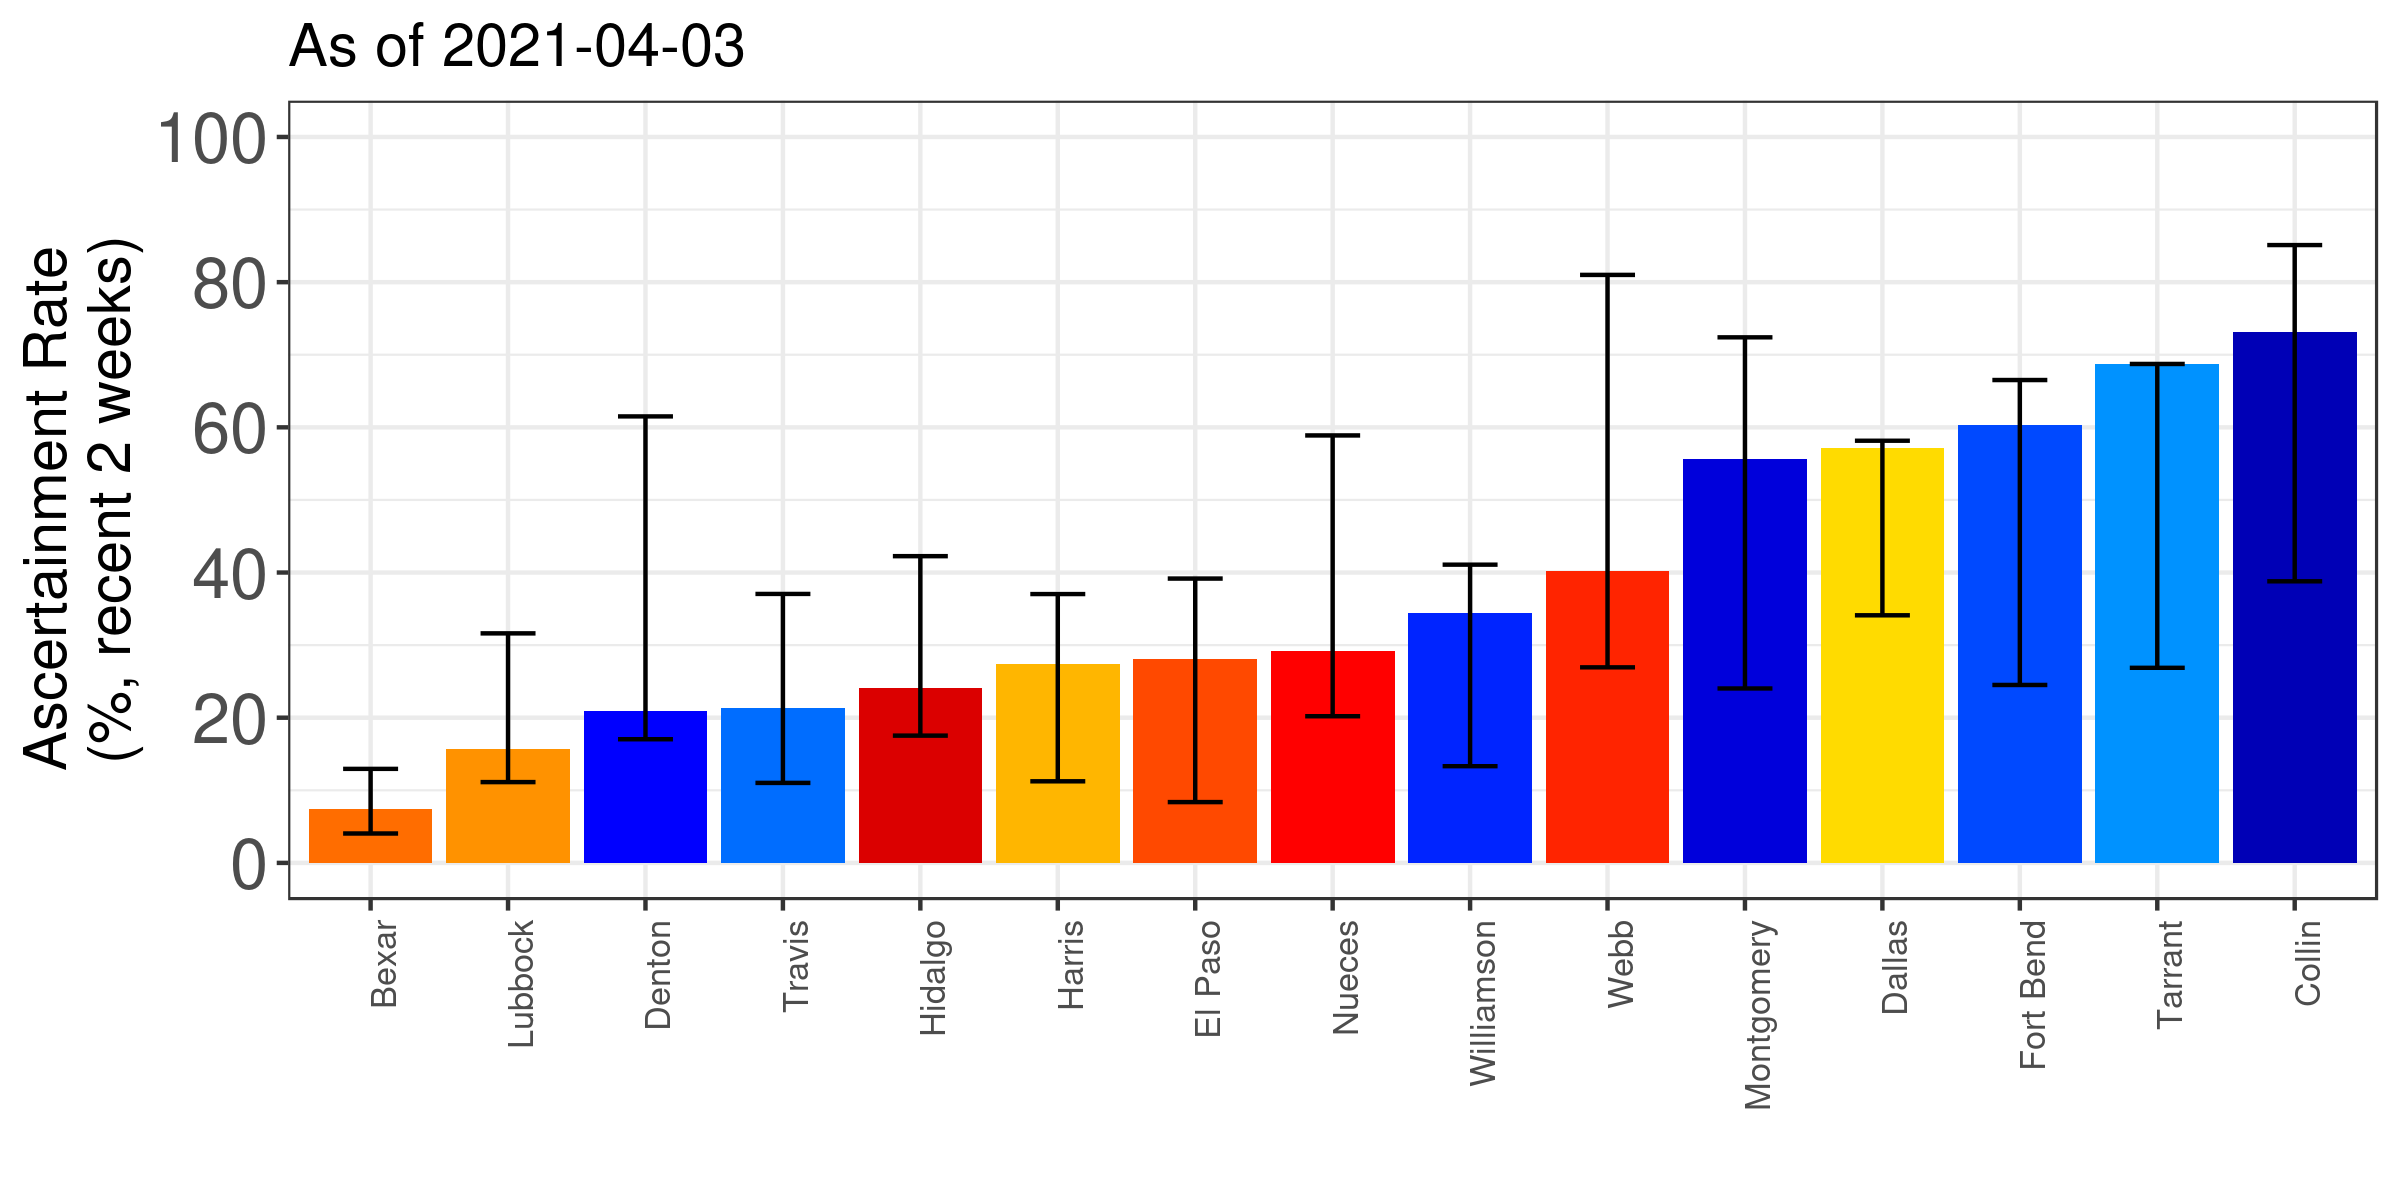 As of 2021-04-03
Ascertainment Rate
(%, recent 2 weeks)
100
80
60
40
20
0
Bexar
Lubbock
Denton
Travis
Hidalgo
Harris
El Paso
Nueces
Williamson
Webb
Montgomery
Dallas
Fort Bend
Tarrant
Collin